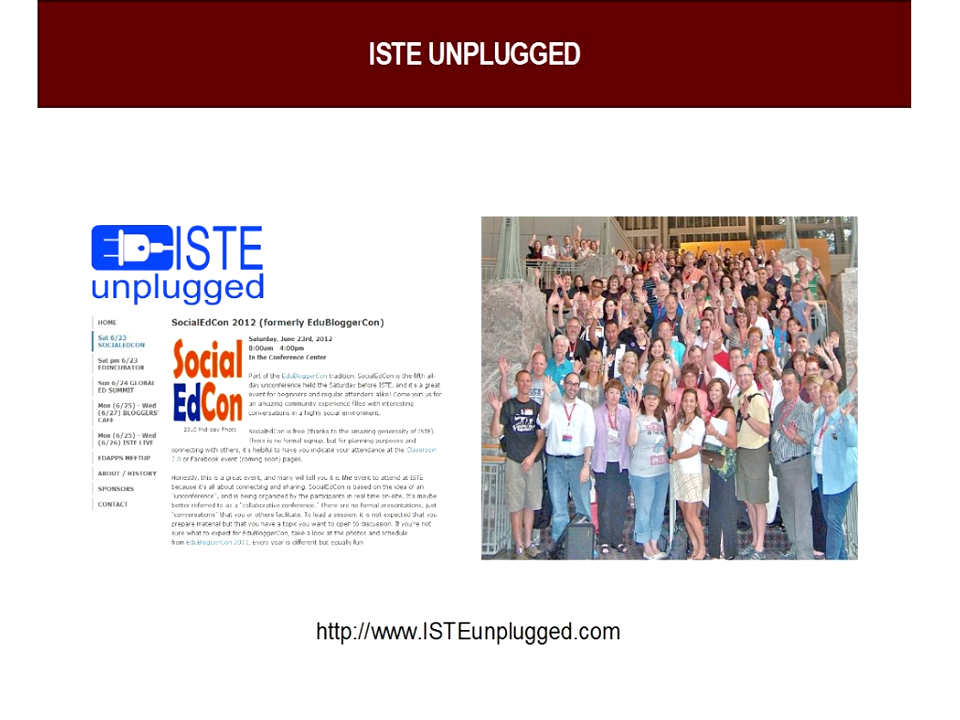 ISTE UNPLUGGED
ISTE
unplugged
HOME
Sat 6/23
SOCIALEDCON
Sat pm 6/23
EDINCUBATOR
Sun 6/24 GLOBAL
ED SUMMIT
Mon (6/25) - Wed
(6/27) BLOGGERS'
CAFE
Mon (6/25) - Wed
(6/26) ISTE LIVE
EDAPPS MEETUP
ABOUT / HISTORY
SPONSORS
CONTACT
SocialEdCon 2012 (formerly EduBloggerCon)
Social
EdCon
2010 mid-day Photo
Saturday, June 23rd, 2012
8:00am - 4:00pm
In the Conference Center
Part of the EduBloggerCon tradition, SocialEdCon is the fifth all-
day unconference held the Saturday before ISTE, and it's a great
event for beginners and regular attenders alike! Come join us for
an amazing community experience filled with interesting
conversations in a highly social environment.
SocialEdCon is free (thanks to the amazing generosity of ISTE).
There is no formal signup, but for planning purposes and
connecting with others, it's helpful to have you indicate your attendance at the Classroom
2.0 or Facebook event (coming soon) pages.
Honestly, this is a great event, and many will tell you it is the event to attend at ISTE
because it's all about connecting and sharing. SocialEdCon is based on the idea of an
"unconference", and is being organized by the participants in real time on-site. It's maybe
better referred to as a "collaborative conference." There are no formal presentations, just
"conversations" that you or others facilitate. To lead a session, it is not expected that you
prepare material but that you have a topic you want to open to discussion. If you're not
sure what to expect for EduBloggerCon, take a look at the photos and schedule
from EduBloggerCon 2011. Every year is different but equally fun!
http://www.ISTEunplugged.com